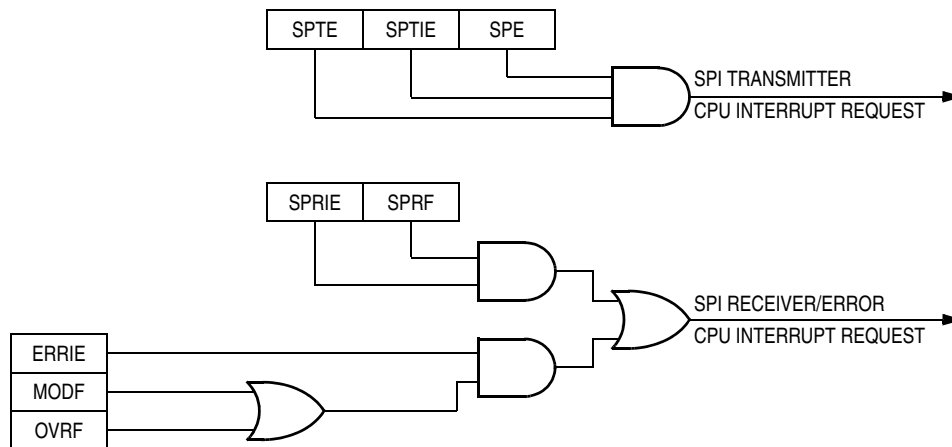 SPTE SPTIE SPE
SPI TRANSMITTER
CPU INTERRUPT REQUEST
SPRIE SPRF
SPI RECEIVER/ERROR
CPU INTERRUPT REQUEST
ERRIE
MODF
OVRF